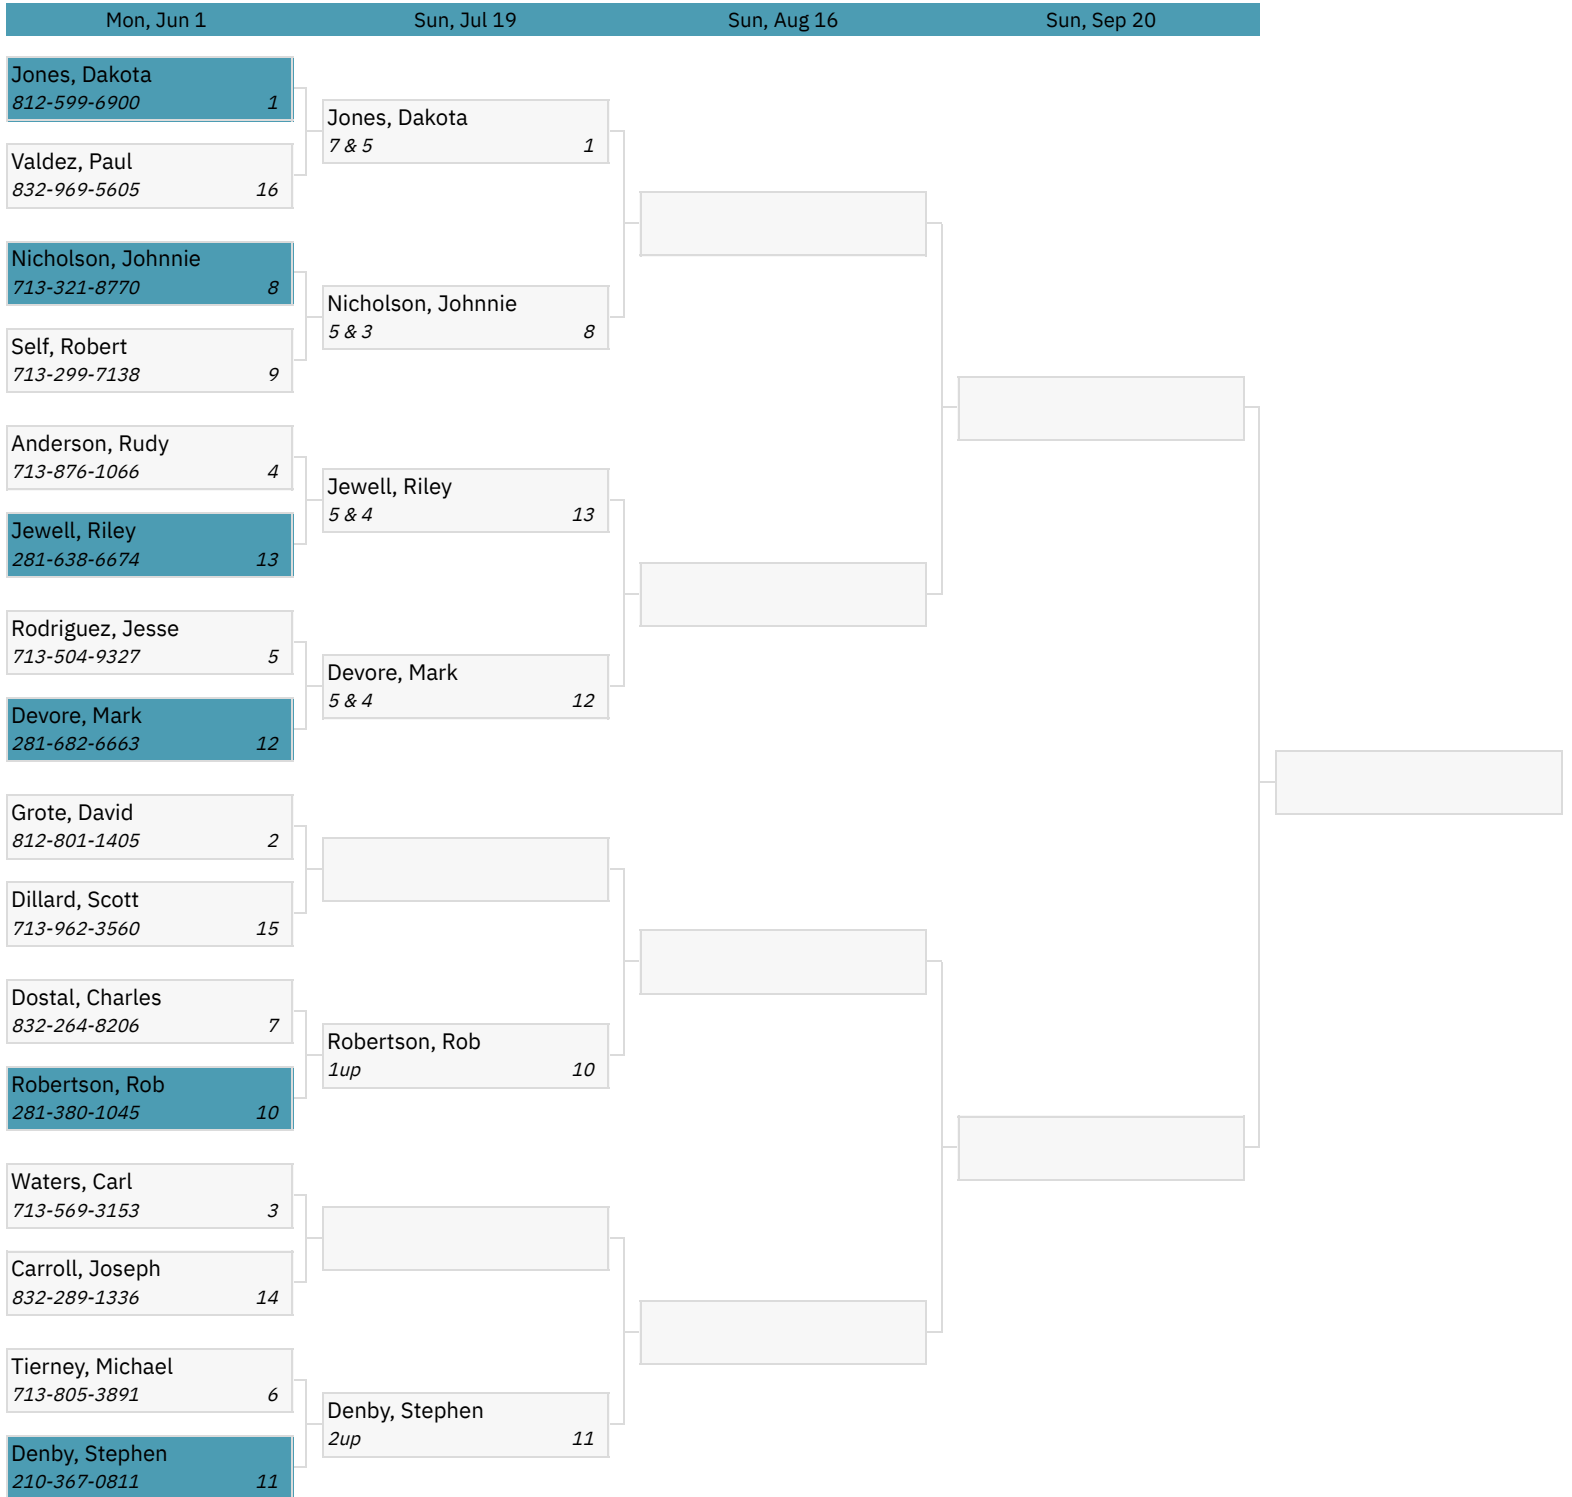 Mon, Jun 1
Sun, Jul 19
Sun, Aug 16
Sun, Sep 20
Jones, Dakota
812-599-6900 1
Valdez, Paul
832-969-5605 16
Nicholson, Johnnie
713-321-8770 8
Self, Robert
713-299-7138 9
Anderson, Rudy
713-876-1066 4
Jewell, Riley
281-638-6674 13
Rodriguez, Jesse
713-504-9327 5
Devore, Mark
281-682-6663 12
Grote, David
812-801-1405 2
Dillard, Scott
713-962-3560 15
Dostal, Charles
832-264-8206 7
Robertson, Rob
281-380-1045 10
Waters, Carl
713-569-3153 3
Carroll, Joseph
832-289-1336 14
Tierney, Michael
713-805-3891 6
Denby, Stephen
210-367-0811 11
Jones, Dakota
7 & 5 1
Nicholson, Johnnie
5 & 3 8
Jewell, Riley
5 & 4 13
Devore, Mark
5 & 4 12
Robertson, Rob
1up 10
Denby, Stephen
2up 11